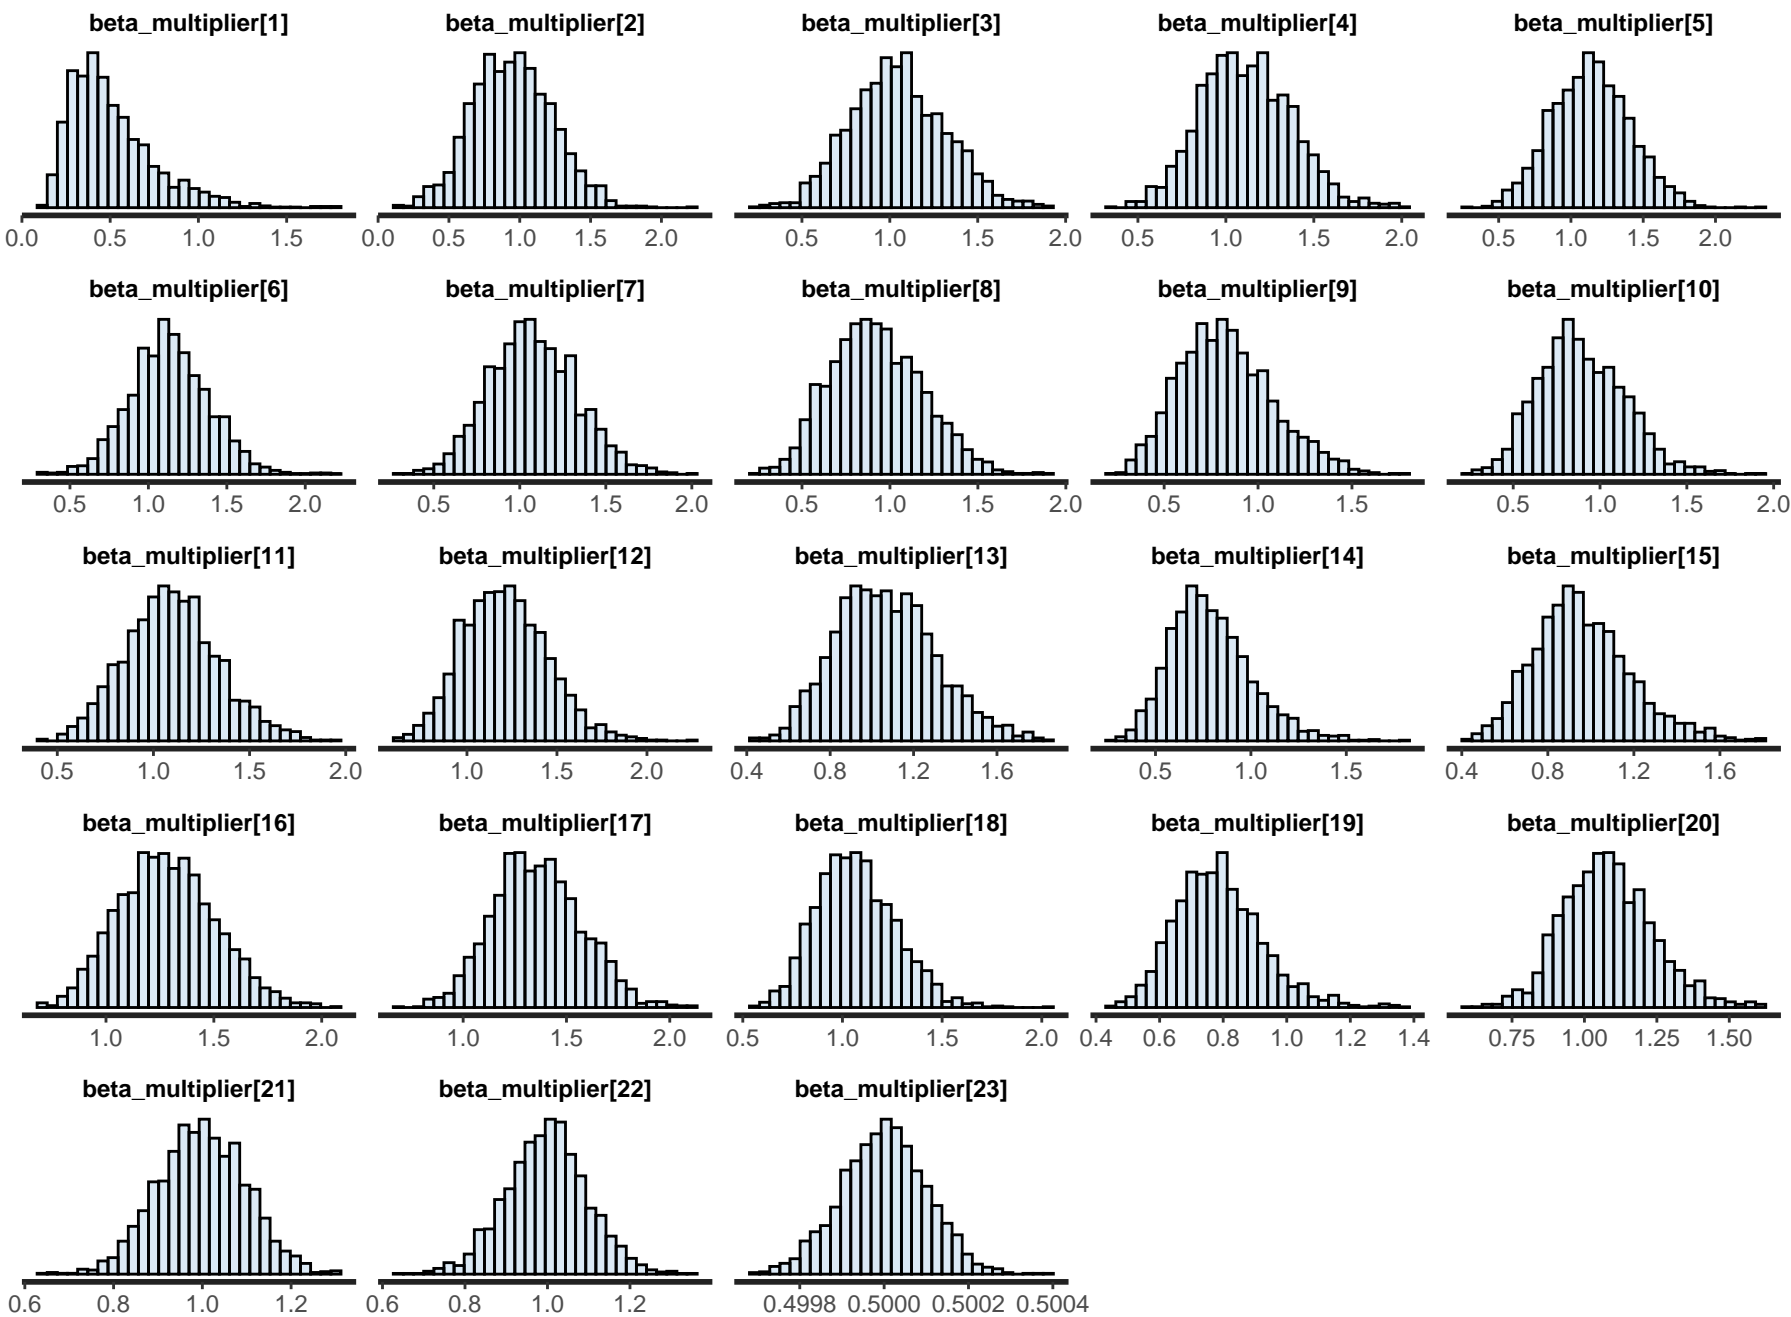 beta_multiplier[1] beta_multiplier[2] beta_multiplier[3] beta_multiplier[4] beta_multiplier[5]
0.0 0.5 1.0 1.5 0.0 0.5 1.0 1.5 2.0 0.5 1.0 1.5 2.0 0.5 1.0 1.5 2.0 0.5 1.0 1.5 2.0
beta_multiplier[6] beta_multiplier[7] beta_multiplier[8] beta_multiplier[9] beta_multiplier[10]
0.5 1.0 1.5 2.0 0.5 1.0 1.5 2.0 0.5 1.0 1.5 2.0 0.5 1.0 1.5 0.5 1.0 1.5 2.0
beta_multiplier[11] beta_multiplier[12] beta_multiplier[13] beta_multiplier[14] beta_multiplier[15]
0.5 1.0 1.5 2.0 1.0 1.5 2.0 0.4 0.8 1.2 1.6 0.5 1.0 1.5 0.4 0.8 1.2 1.6
beta_multiplier[16] beta_multiplier[17] beta_multiplier[18] beta_multiplier[19] beta_multiplier[20]
1.0 1.5 2.0 1.0 1.5 2.0 0.5 1.0 1.5 2.0 0.4 0.6 0.8 1.0 1.2 1.4 0.75 1.00 1.25 1.50
beta_multiplier[21] beta_multiplier[22] beta_multiplier[23]
0.6 0.8 1.0 1.2 0.6 0.8 1.0 1.2 0.4998 0.5000 0.5002 0.5004